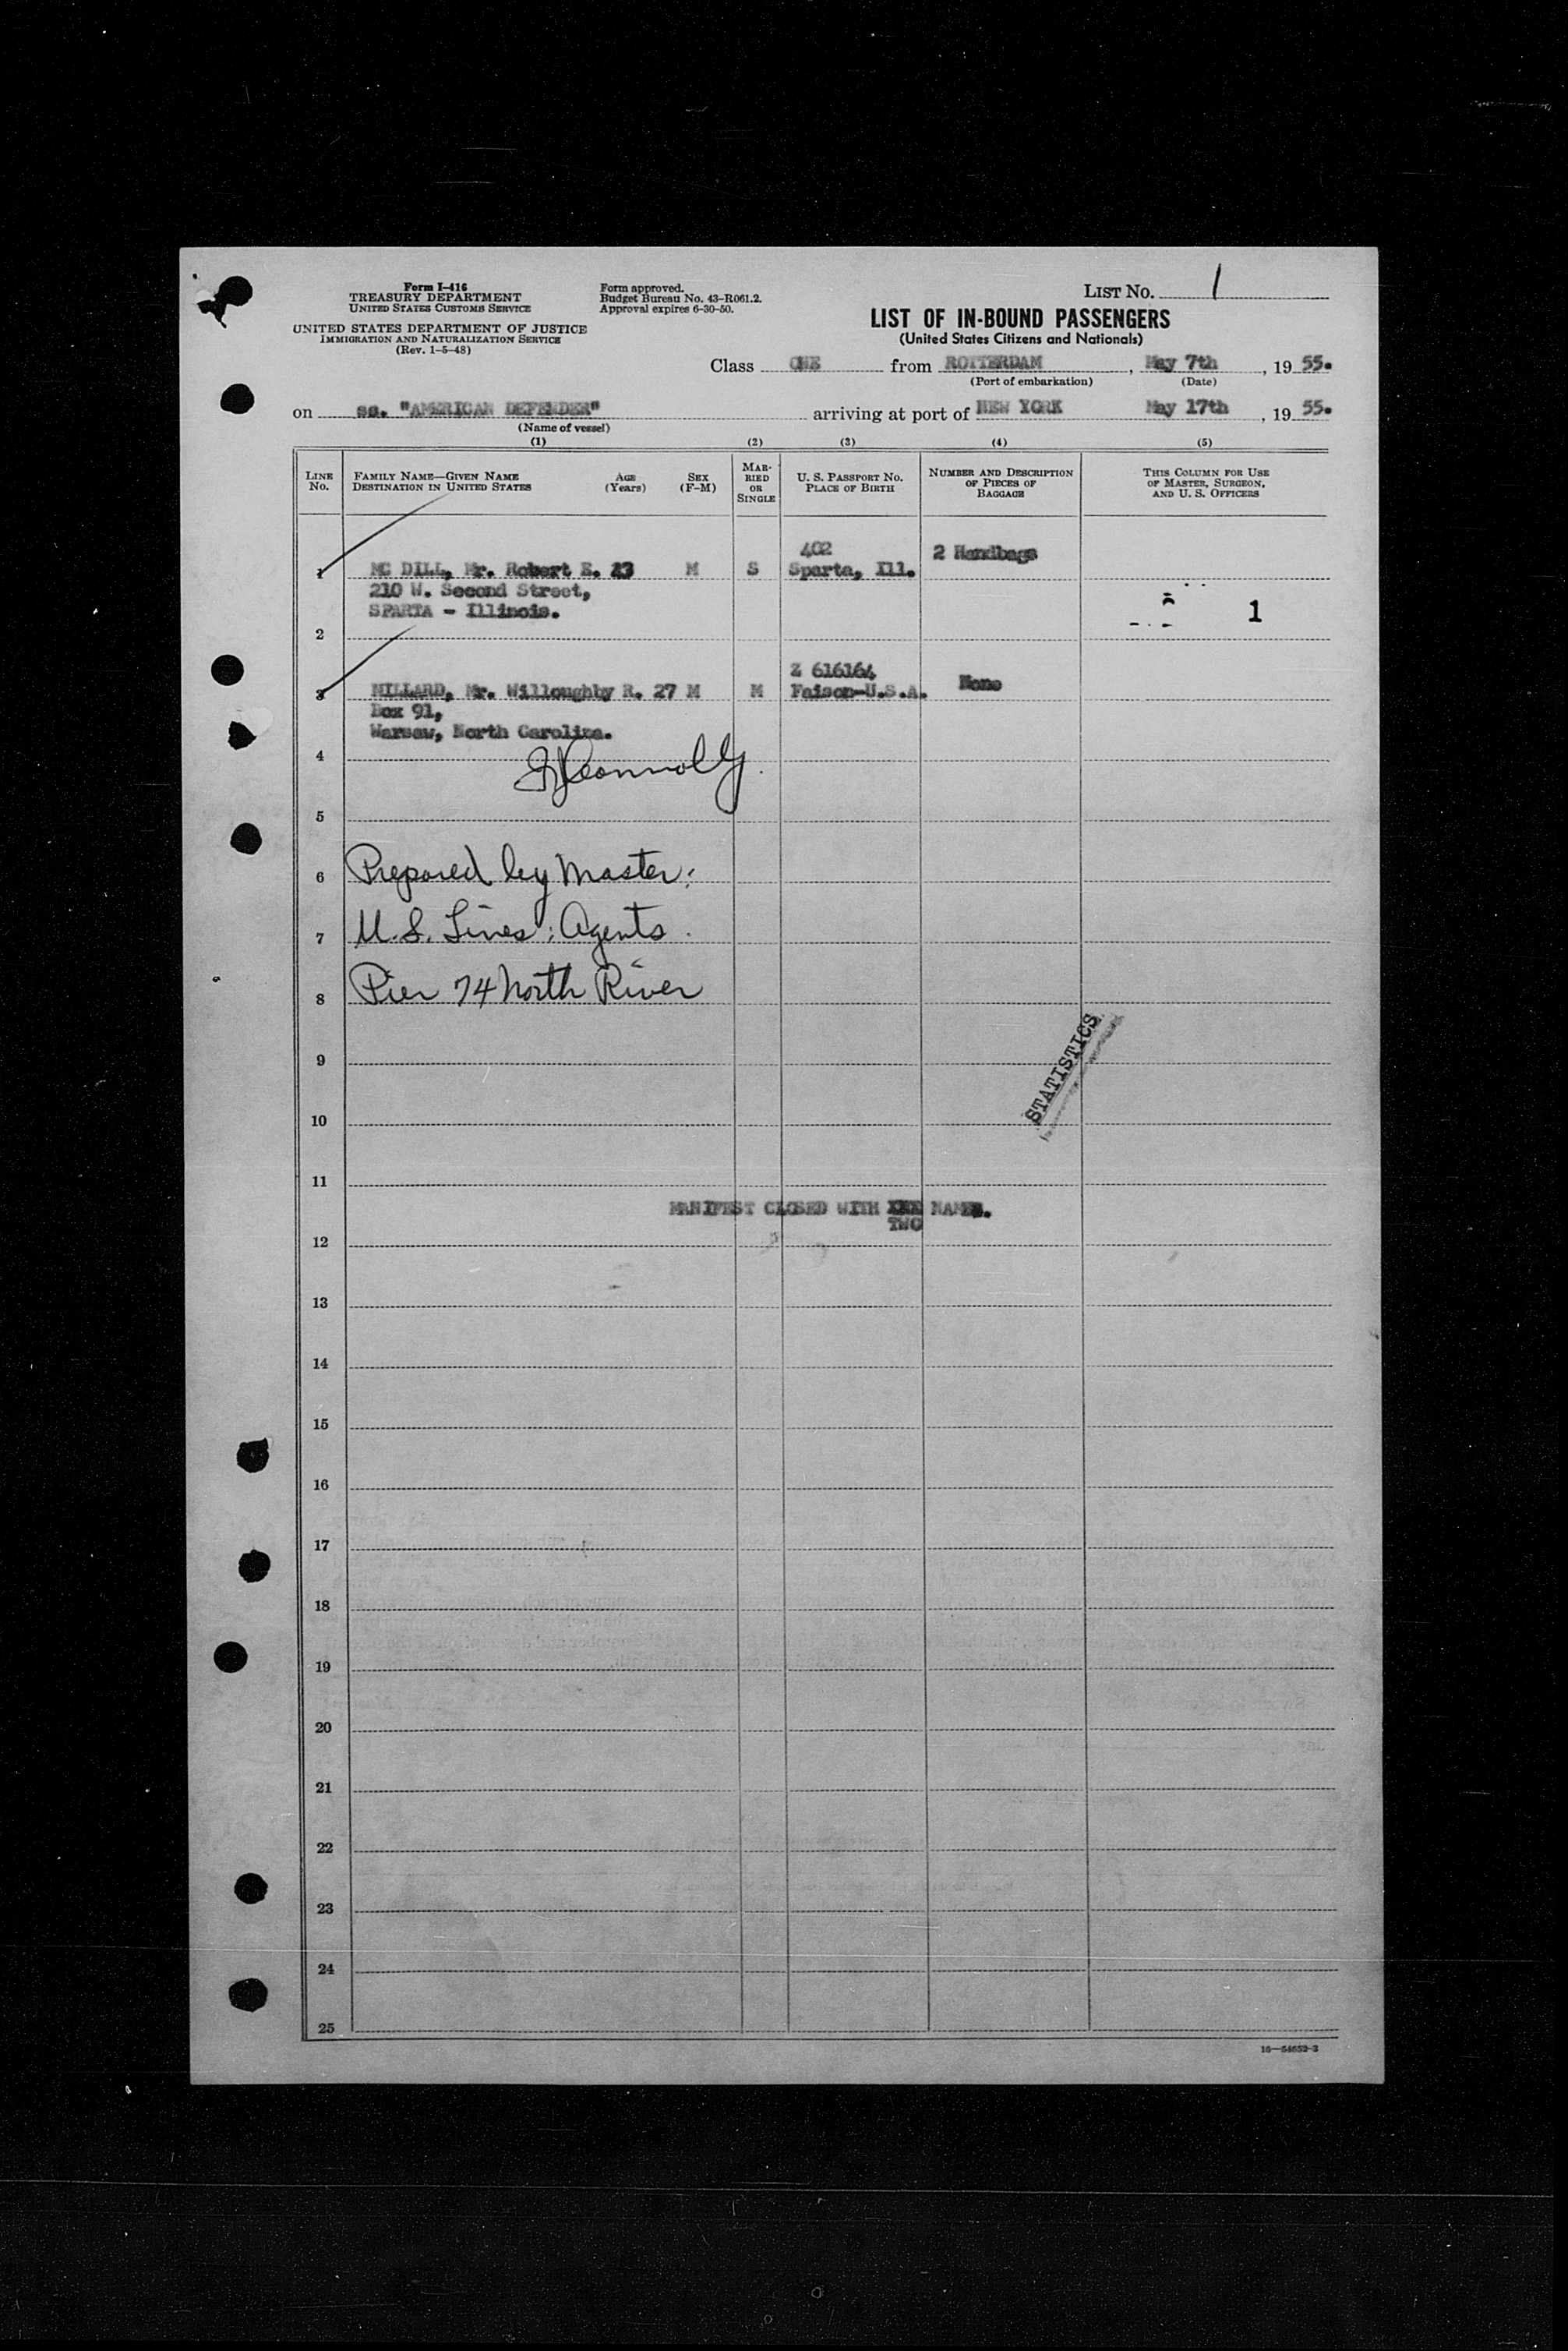 Form I-416
TREASURY DEPARTMENT
UNITED STATES CUSTOMS SERVICE
UNITED STATES DEPARTMENT OF JUSTICE
IMMIGRATION AND NATURALIZATION SERVICE
(Rev. 1-5-48)
Form approved.
Budget Bureau No. 43-R061.2.
Approval expires 6-30-50.
LIST NO. 1
LIST OF IN-BOUND PASSENGERS
(United States Citizens and Nationals)
Class ONE from ROTTERDAM, May 7th, 19 55.
(Port of embarkation) (Date)
on ss. "AMERICAN DEFENDER" arriving at port of NEW YORK May 17th, 19 55.
(Name of vessel)
(1) (2) (3) (4) (5)
LINE NO. FAMILY NAME—GIVEN NAME DESTINATION IN UNITED STATES AGE (Years) SEX (F-M) MARRIED OR SINGLE U. S. PASSPORT NO. PLACE OF BIRTH NUMBER AND DESCRIPTION OF PIECES OF BAGGAGE THIS COLUMN FOR USE OF MASTER, SURGEON, AND U. S. OFFICERS
402 2 Handbags
1 MC DILL, Mr. Robert E. 23 M S Sparta, Ill.
210 W. Second Street,
SPARTA - Illinois. 1
2
Z 616164
3 MILLARD, Mr. Willoughby R. 27 M M Faison-U.S.A. None
Box 91,
Warsaw, North Carolina.
4 Connolly
5
6 Prepared by Master:
7 U.S. Lines: Agents.
8 Pier 74 North River
STATISTICS
9
10
11
MANIFEST CLOSED WITH XXX NAMES.
TWO
12
13
14
15
16
17
18
19
20
21
22
23
24
25
16—54652-3